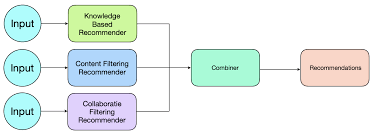 Input
Knowledge
Based
Recommender
Input
Content Filtering
Recommender
Combiner
Recommendations
Input
Collaboratie
Filtering
Recommender